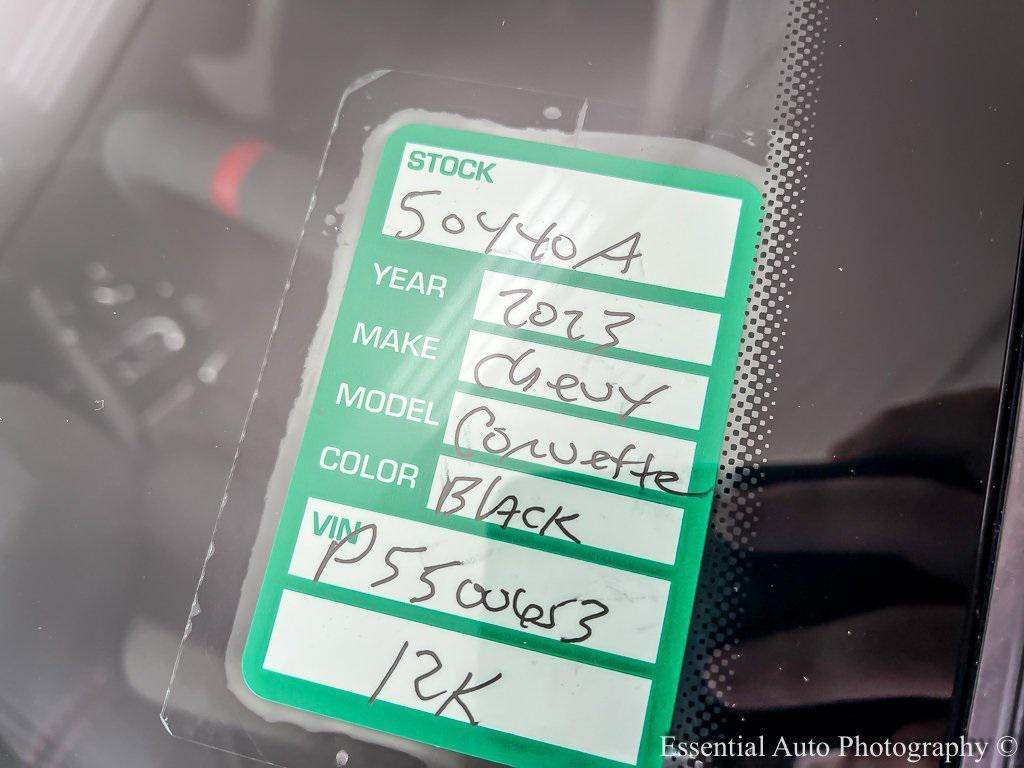 STOCK
50440A
YEAR 2023
MAKE Chevy
MODEL Corvette
COLOR BLACK
VIN
P5500653
12K
Essential Auto Photography ©